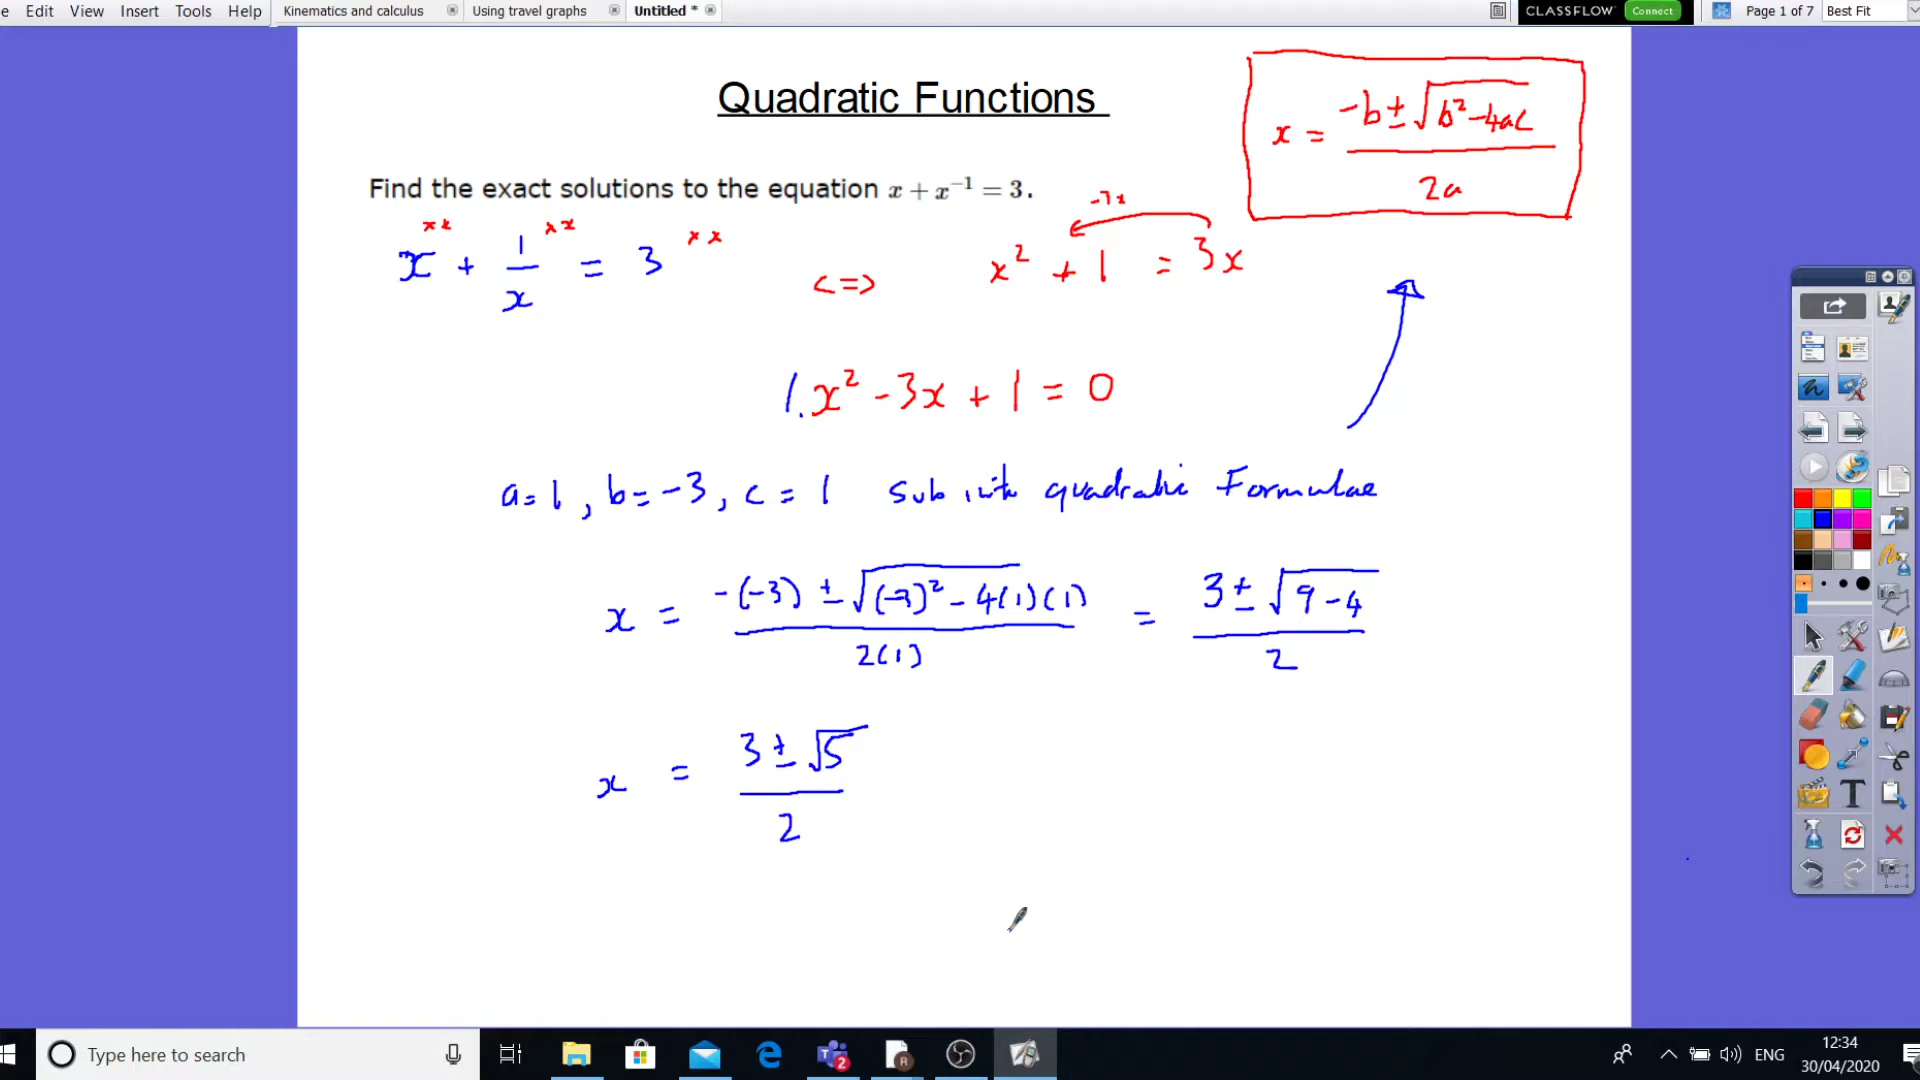 e Edit View Insert Tools Help Kinematics and calculus Using travel graphs Untitled * CLASSFLOW Connect Page 1 of 7 Best Fit
Quadratic Functions
x = (-b ± √(b² - 4ac)) / 2a
Find the exact solutions to the equation x + x⁻¹ = 3.
×x ×x ×x
x + 1/x = 3 <=> x² + 1 = 3x
1.x² - 3x + 1 = 0
a = 1, b = -3, c = 1 sub into quadratic Formulae
x = (-(-3) ± √((-3)² - 4(1)(1))) / 2(1) = (3 ± √(9 - 4)) / 2
x = (3 ± √5) / 2
Type here to search
2
R
ENG
12:34
30/04/2020